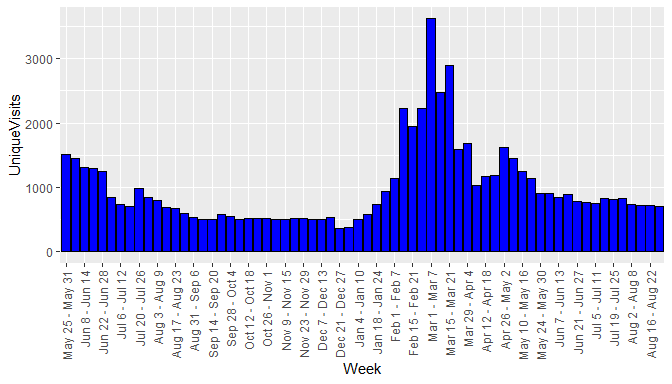 UniqueVisits
3000
2000
1000
0
May 25 - May 31
Jun 8 - Jun 14
Jun 22 - Jun 28
Jul 6 - Jul 12
Jul 20 - Jul 26
Aug 3 - Aug 9
Aug 17 - Aug 23
Aug 31 - Sep 6
Sep 14 - Sep 20
Sep 28 - Oct 4
Oct 12 - Oct 18
Oct 26 - Nov 1
Nov 9 - Nov 15
Nov 23 - Nov 29
Dec 7 - Dec 13
Dec 21 - Dec 27
Jan 4 - Jan 10
Jan 18 - Jan 24
Feb 1 - Feb 7
Feb 15 - Feb 21
Mar 1 - Mar 7
Mar 15 - Mar 21
Mar 29 - Apr 4
Apr 12 - Apr 18
Apr 26 - May 2
May 10 - May 16
May 24 - May 30
Jun 7 - Jun 13
Jun 21 - Jun 27
Jul 5 - Jul 11
Jul 19 - Jul 25
Aug 2 - Aug 8
Aug 16 - Aug 22
Week